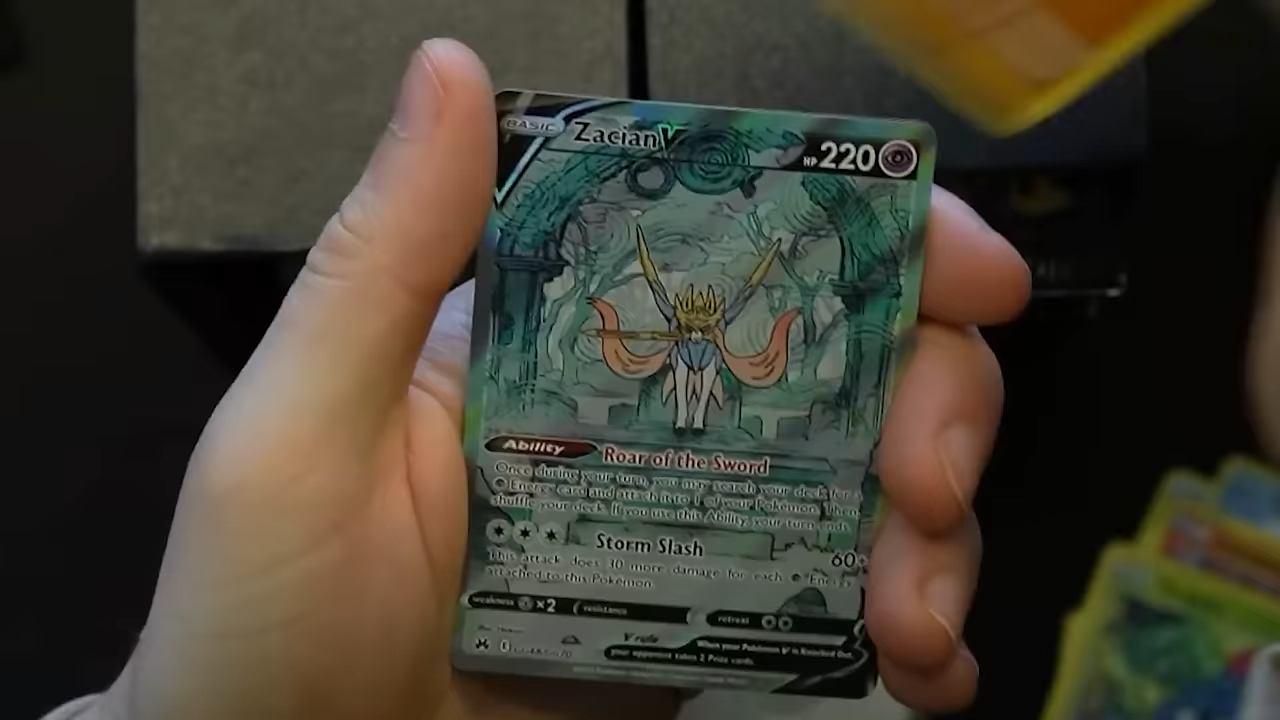 BASIC Zacian V HP 220
Ability Roar of the Sword
Once during your turn, you may search your deck for a
Energy card and attach it to 1 of your Pokémon. Then,
shuffle your deck. If you use this Ability, your turn ends.
Storm Slash 60+
This attack does 30 more damage for each Energy
attached to this Pokémon.
weakness ×2 resistance retreat
V rule When your Pokémon V is Knocked Out,
your opponent takes 2 Prize cards.
E